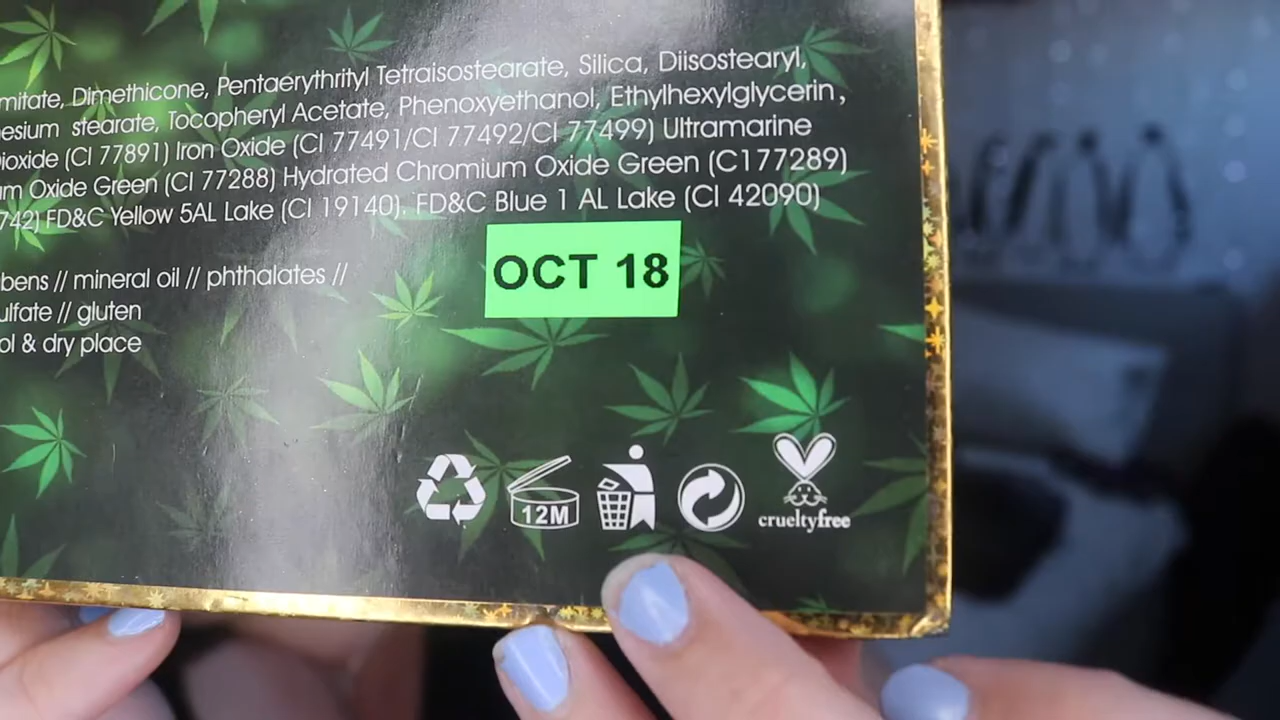 mitate, Dimethicone, Pentaerythrityl Tetraisostearate, Silica, Diisostearyl,
esium stearate, Tocopheryl Acetate, Phenoxyethanol, Ethylhexylglycerin,
ioxide (CI 77891) Iron Oxide (CI 77491/CI 77492/CI 77499) Ultramarine
m Oxide Green (CI 77288) Hydrated Chromium Oxide Green (C177289)
742) FD&C Yellow 5AL Lake (CI 19140). FD&C Blue 1 AL Lake (CI 42090)
OCT 18
bens // mineral oil // phthalates //
ulfate // gluten
ol & dry place
12M
crueltyfree